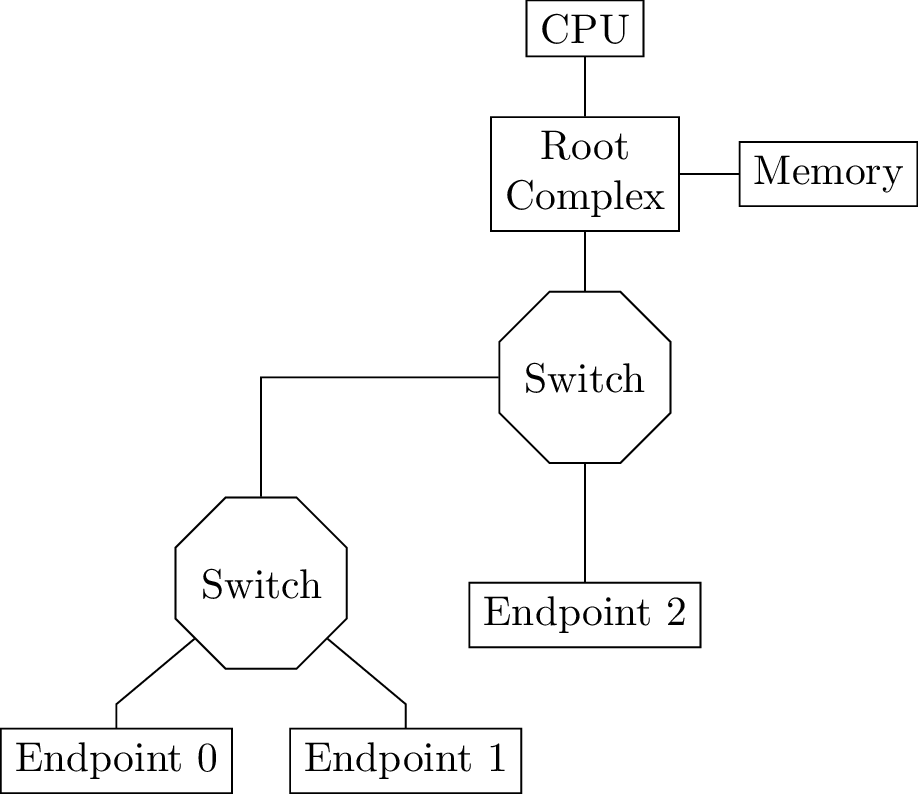 CPU
Root
Complex
Memory
Switch
Switch
Endpoint 2
Endpoint 0
Endpoint 1